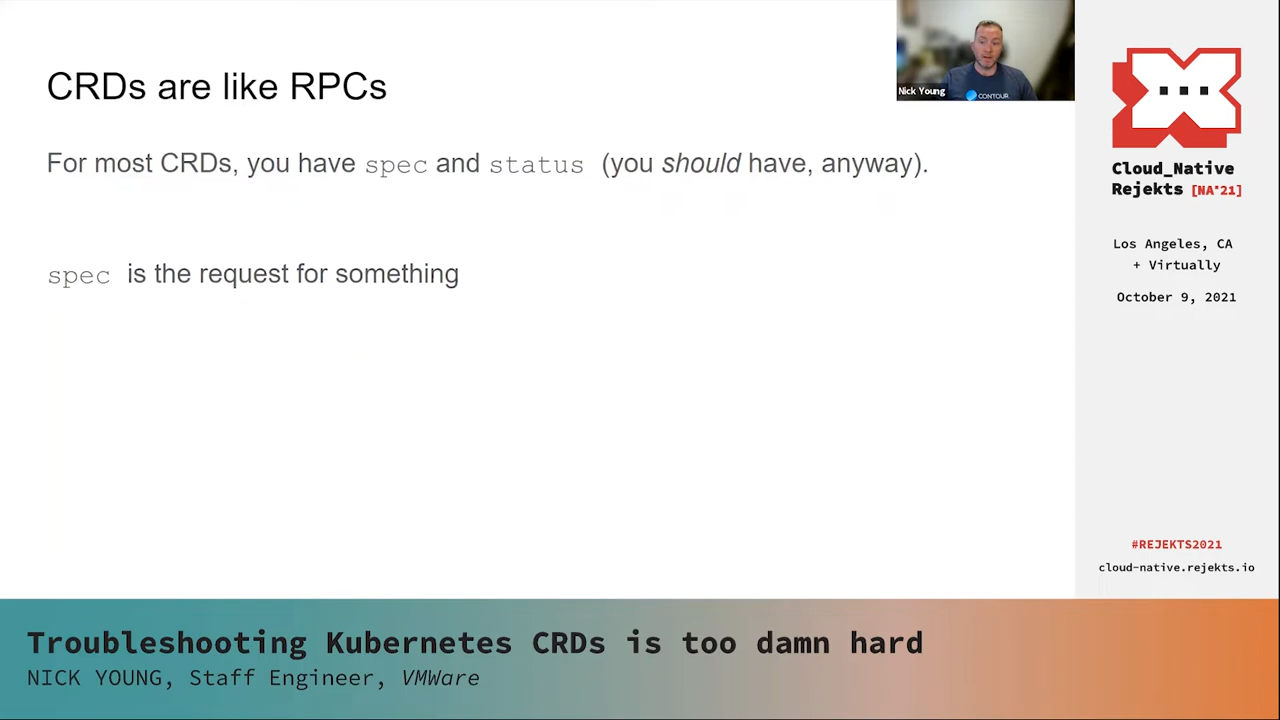 CRDs are like RPCs
For most CRDs, you have spec and status (you should have, anyway).
spec is the request for something
Nick Young
CONTOUR
Cloud_Native
Rejekts [NA'21]
Los Angeles, CA
+ Virtually
October 9, 2021
#REJEKTS2021
cloud-native.rejekts.io
Troubleshooting Kubernetes CRDs is too damn hard
NICK YOUNG, Staff Engineer, VMWare